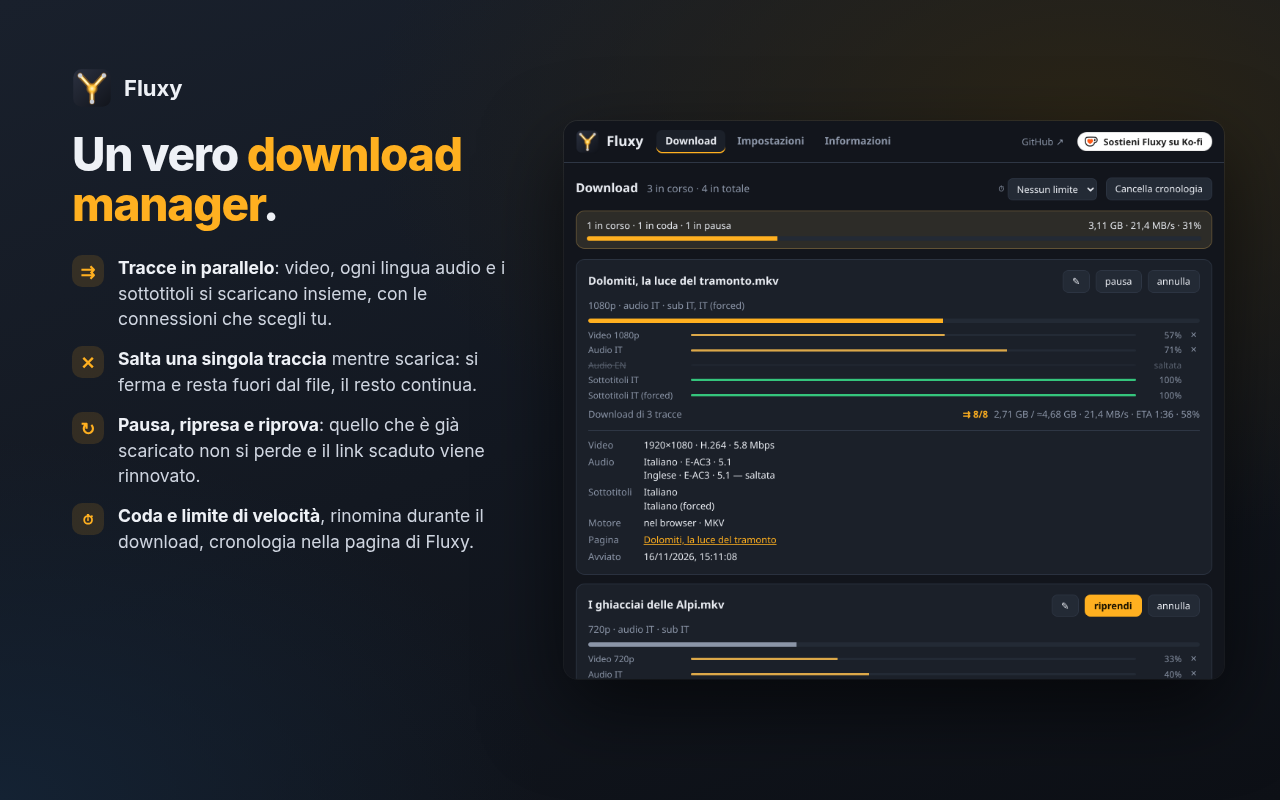 Fluxy
Un vero download
manager.
⇉ Tracce in parallelo: video, ogni lingua audio e i
sottotitoli si scaricano insieme, con le
connessioni che scegli tu.
✕ Salta una singola traccia mentre scarica: si
ferma e resta fuori dal file, il resto continua.
↻ Pausa, ripresa e riprova: quello che è già
scaricato non si perde e il link scaduto viene
rinnovato.
⏱ Coda e limite di velocità, rinomina durante il
download, cronologia nella pagina di Fluxy.
Fluxy Download Impostazioni Informazioni GitHub ↗ Sostieni Fluxy su Ko-fi
Download 3 in corso · 4 in totale ⏱ Nessun limite Cancella cronologia
1 in corso · 1 in coda · 1 in pausa 3,11 GB · 21,4 MB/s · 31%
Dolomiti, la luce del tramonto.mkv ✎ pausa annulla
1080p · audio IT · sub IT, IT (forced)
Video 1080p 57% ✕
Audio IT 71% ✕
Audio EN saltata
Sottotitoli IT 100%
Sottotitoli IT (forced) 100%
Download di 3 tracce ⇉ 8/8 2,71 GB / ≈4,68 GB · 21,4 MB/s · ETA 1:36 · 58%
Video 1920×1080 · H.264 · 5.8 Mbps
Audio Italiano · E-AC3 · 5.1
Inglese · E-AC3 · 5.1 — saltata
Sottotitoli Italiano
Italiano (forced)
Motore nel browser · MKV
Pagina Dolomiti, la luce del tramonto
Avviato 16/11/2026, 15:11:08
I ghiacciai delle Alpi.mkv ✎ riprendi annulla
720p · audio IT · sub IT
Video 720p 33% ✕
Audio IT 40% ✕